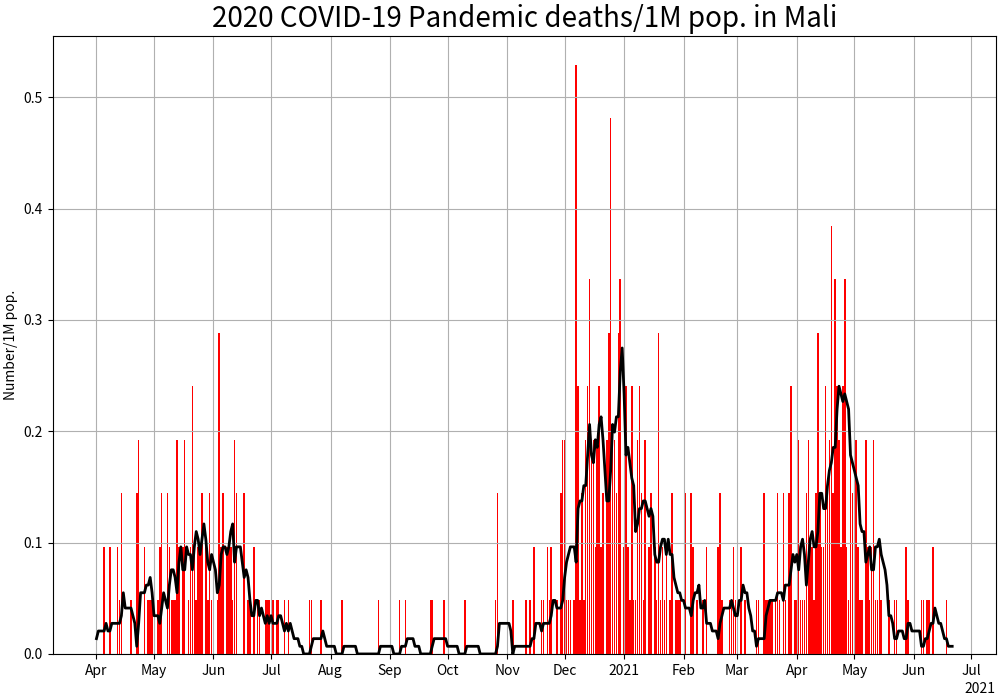 2020 COVID-19 Pandemic deaths/1M pop. in Mali
Number/1M pop.
0.5
0.4
0.3
0.2
0.1
0.0
Apr May Jun Jul Aug Sep Oct Nov Dec 2021 Feb Mar Apr May Jun Jul
2021